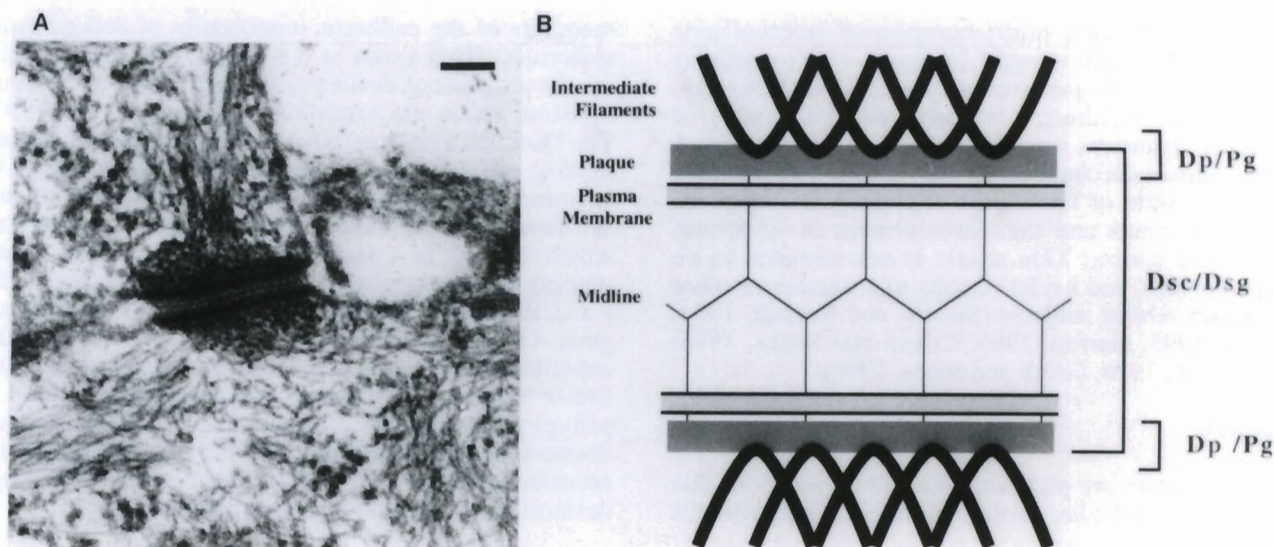 A
B
Intermediate
Filaments
Plaque
Dp/Pg
Plasma
Membrane
Midline
Dsc/Dsg
Dp /Pg